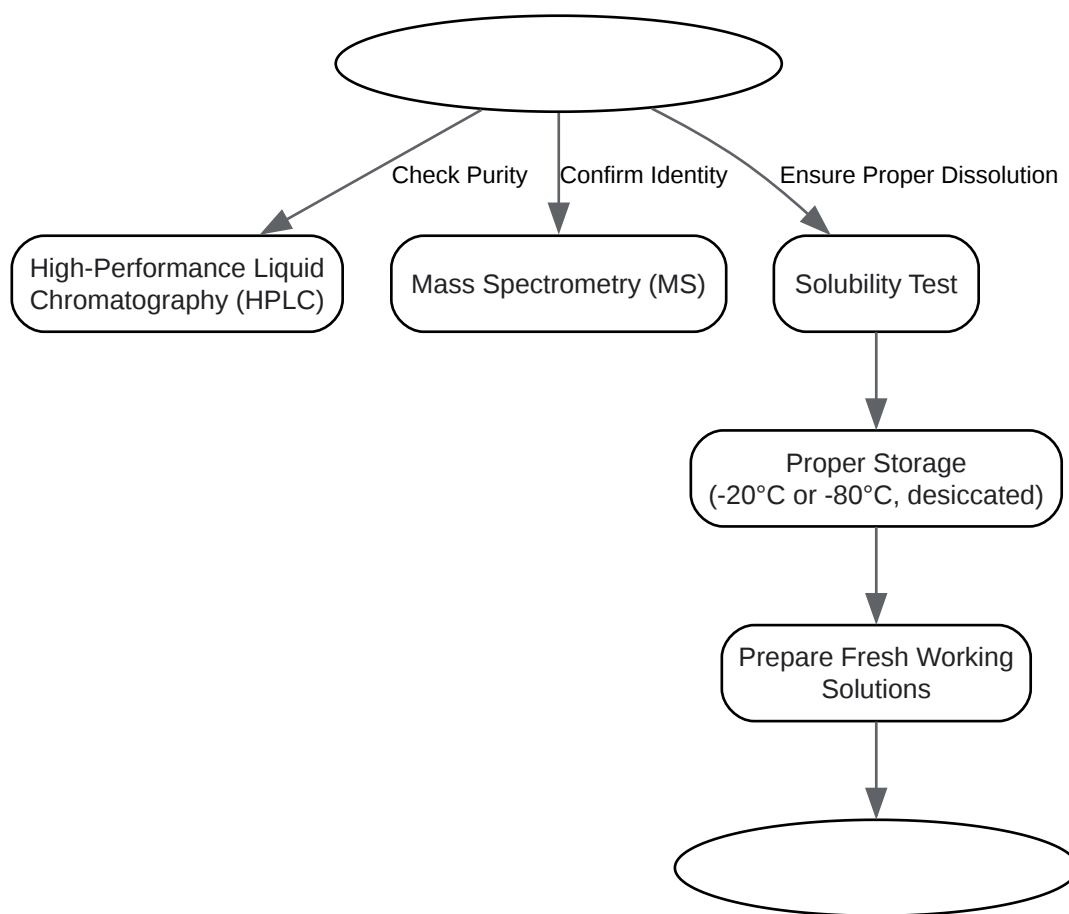 Check Purity
Confirm Identity
Ensure Proper Dissolution
High-Performance Liquid
Chromatography (HPLC)
Mass Spectrometry (MS)
Solubility Test
Proper Storage
(-20°C or -80°C, desiccated)
Prepare Fresh Working
Solutions